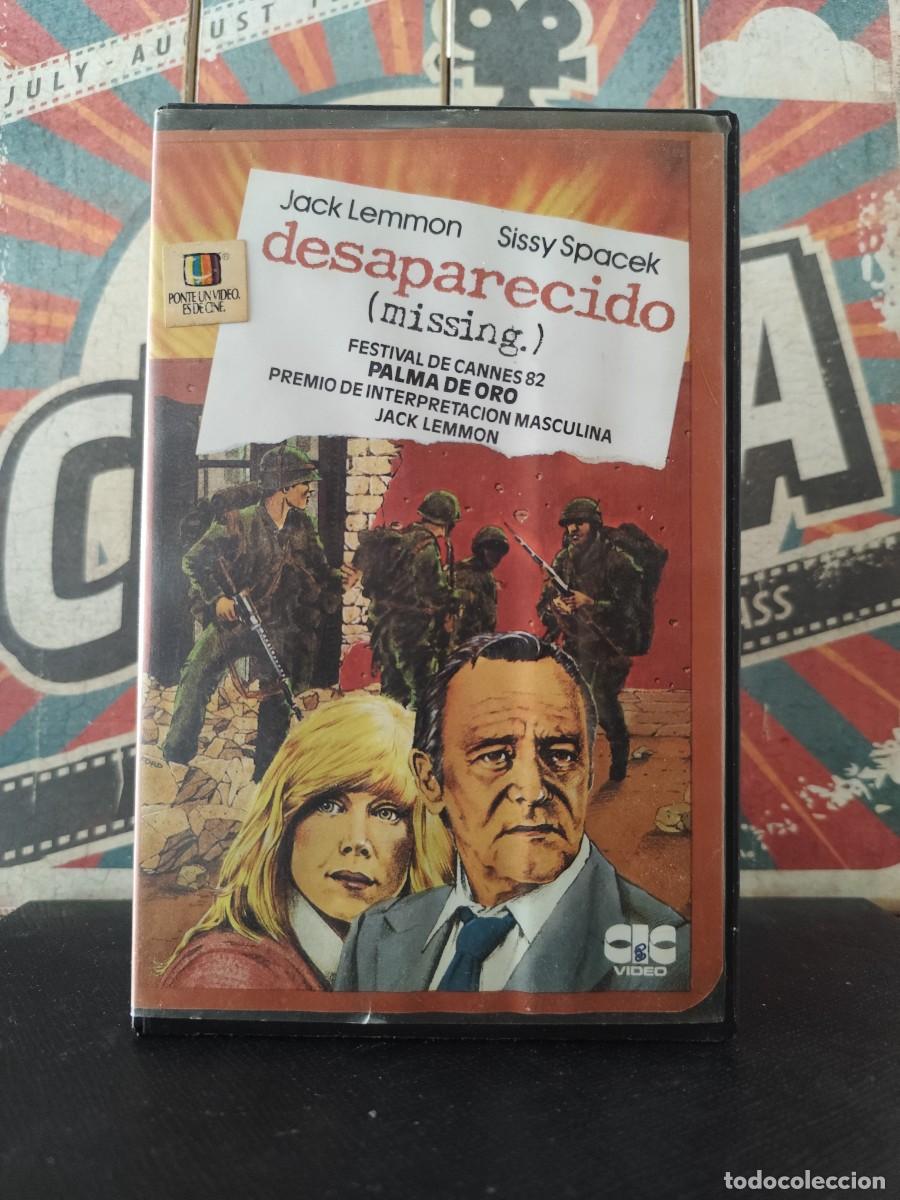 JULY - AUGUST
Jack Lemmon Sissy Spacek
desaparecido
(missing.)
FESTIVAL DE CANNES 82
PALMA DE ORO
PREMIO DE INTERPRETACION MASCULINA
JACK LEMMON
PONTE UN VIDEO.
ES DE CINE.
C
A
ASS
CIC
VIDEO
todocoleccion